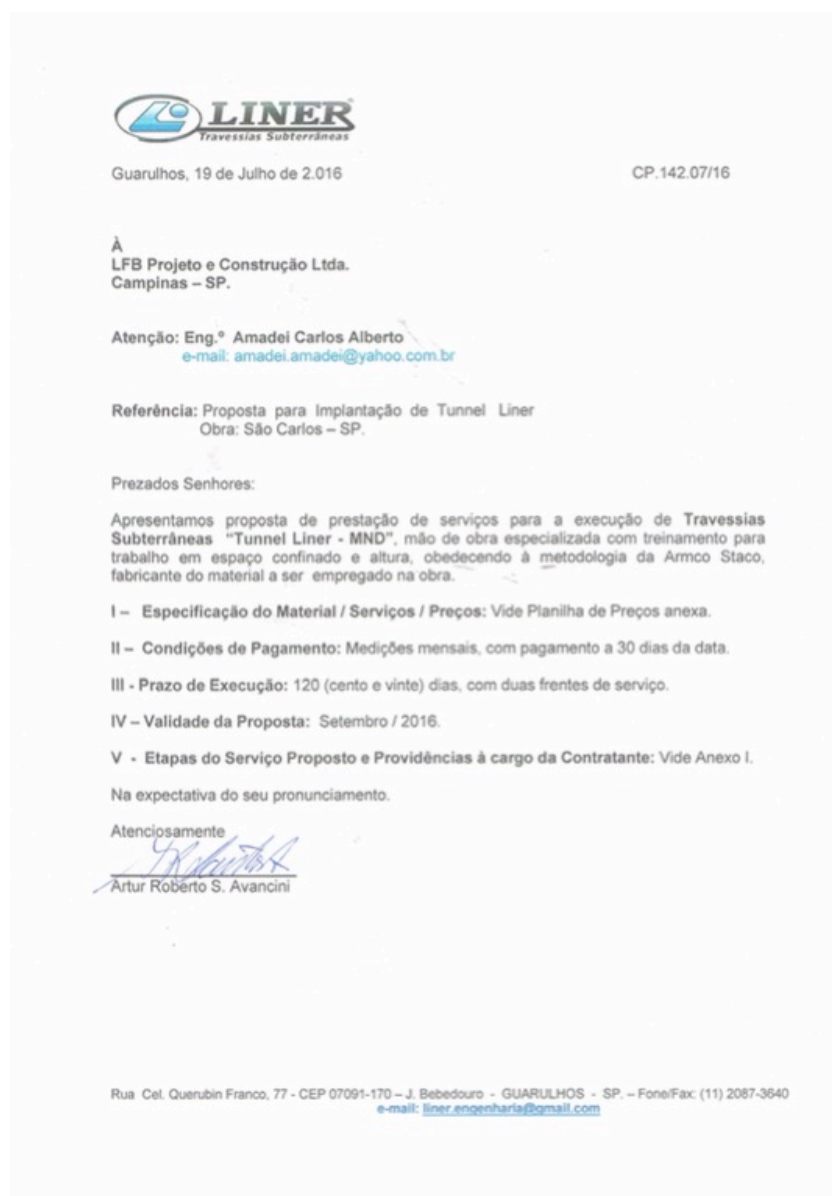 LINER
Travessias Subterrâneas
Guarulhos, 19 de Julho de 2.016 CP.142.07/16
À
LFB Projeto e Construção Ltda.
Campinas – SP.
Atenção: Eng.º Amadei Carlos Alberto
e-mail: amadei.amadei@yahoo.com.br
Referência: Proposta para Implantação de Tunnel Liner
Obra: São Carlos – SP.
Prezados Senhores:
Apresentamos proposta de prestação de serviços para a execução de Travessias
Subterrâneas “Tunnel Liner - MND”, mão de obra especializada com treinamento para
trabalho em espaço confinado e altura, obedecendo à metodologia da Armco Staco,
fabricante do material a ser empregado na obra.
I – Especificação do Material / Serviços / Preços: Vide Planilha de Preços anexa.
II – Condições de Pagamento: Medições mensais, com pagamento a 30 dias da data.
III - Prazo de Execução: 120 (cento e vinte) dias, com duas frentes de serviço.
IV – Validade da Proposta: Setembro / 2016.
V - Etapas do Serviço Proposto e Providências à cargo da Contratante: Vide Anexo I.
Na expectativa do seu pronunciamento.
Atenciosamente
Artur Roberto S. Avancini
Rua Cel. Querubin Franco, 77 - CEP 07091-170 – J. Bebedouro - GUARULHOS - SP. – Fone/Fax: (11) 2087-3640
e-mail: liner.engenharia@gmail.com